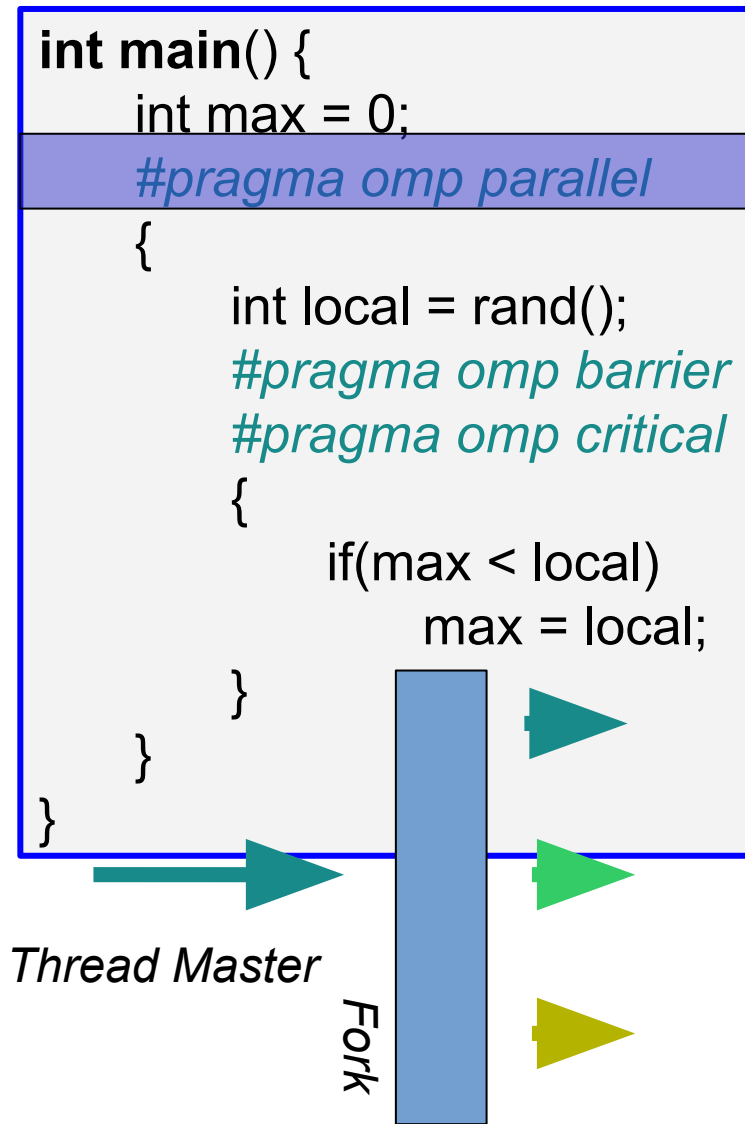 int main() {
int max = 0;
#pragma omp parallel
{
int local = rand();
#pragma omp barrier
#pragma omp critical
{
if(max < local)
max = local;
}
}
}
Thread Master
Fork